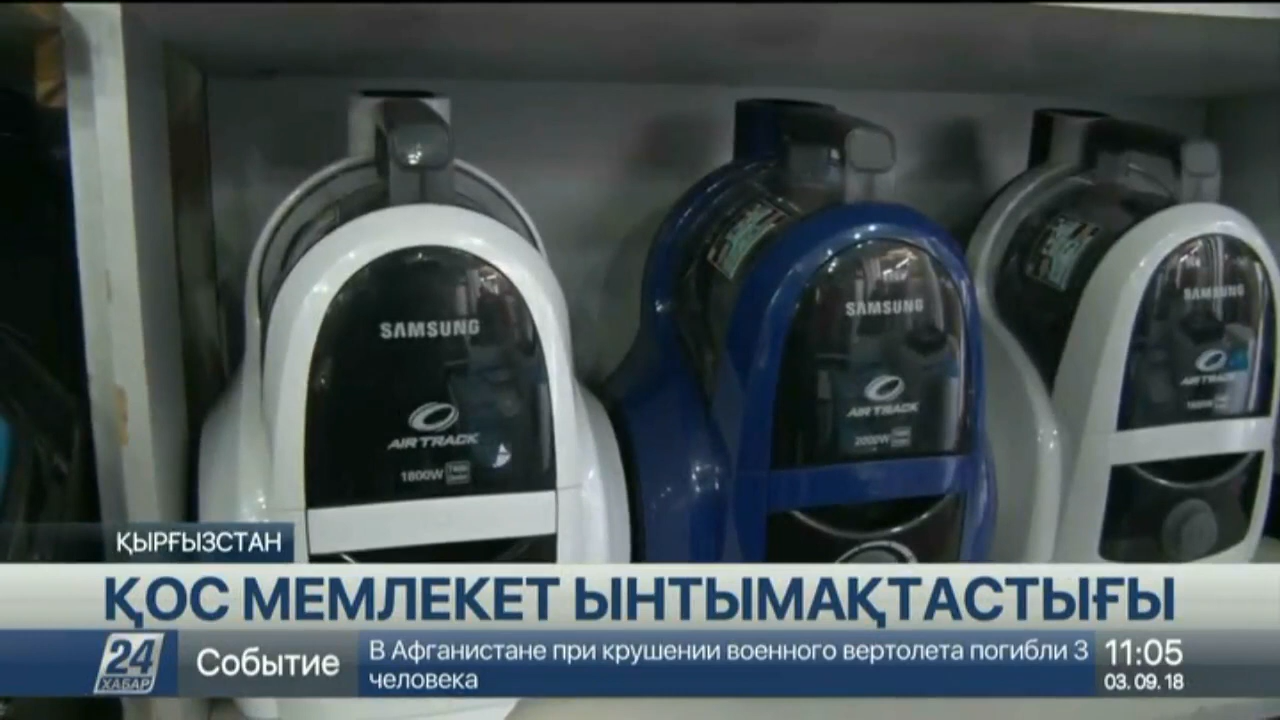 SAMSUNG
AIR TRACK
1800W
SAMSUNG
AIR TRACK
2000W
SAMSUNG
AIR TRACK
ҚЫРҒЫЗСТАН
ҚОС МЕМЛЕКЕТ ЫНТЫМАҚТАСТЫҒЫ
24
ХАБАР
Событие
В Афганистане при крушении военного вертолета погибли 3
человека
11:05
03.09.18